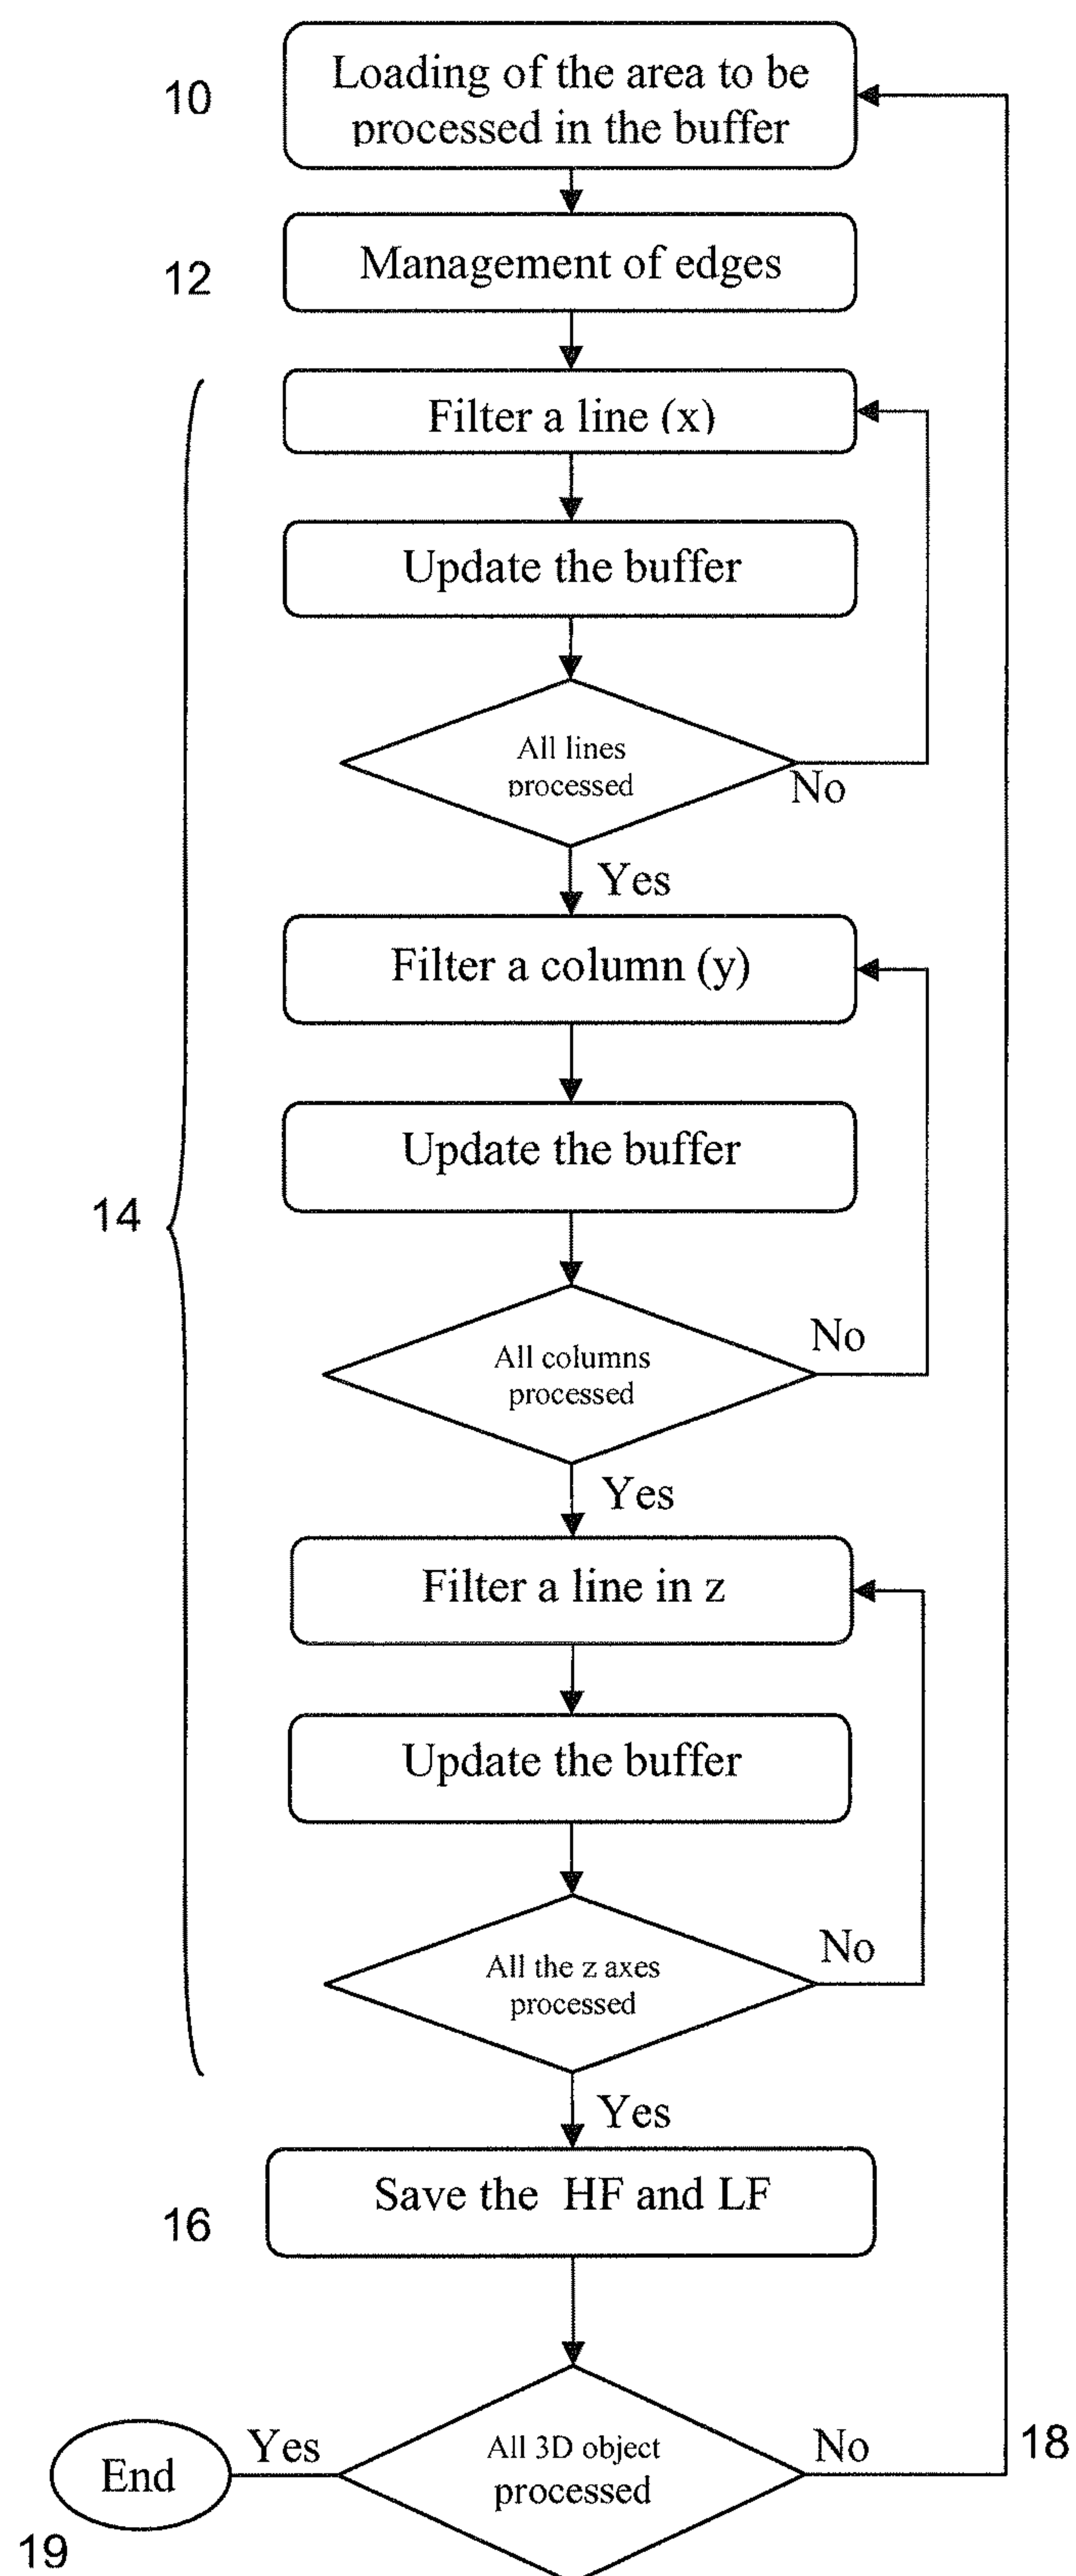 10
Loading of the area to be
processed in the buffer
12
Management of edges
Filter a line (x)
Update the buffer
All lines
processed
No
Yes
Filter a column (y)
Update the buffer
14
All columns
processed
No
Yes
Filter a line in z
Update the buffer
All the z axes
processed
No
Yes
16
Save the HF and LF
End
Yes
All 3D object
processed
No
18
19